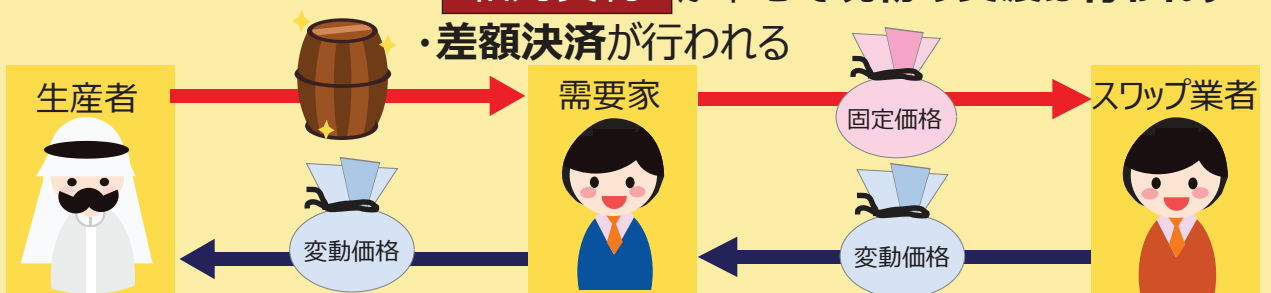 ・差額決済が行われる
生産者
需要家
スワップ業者
固定価格
変動価格
変動価格